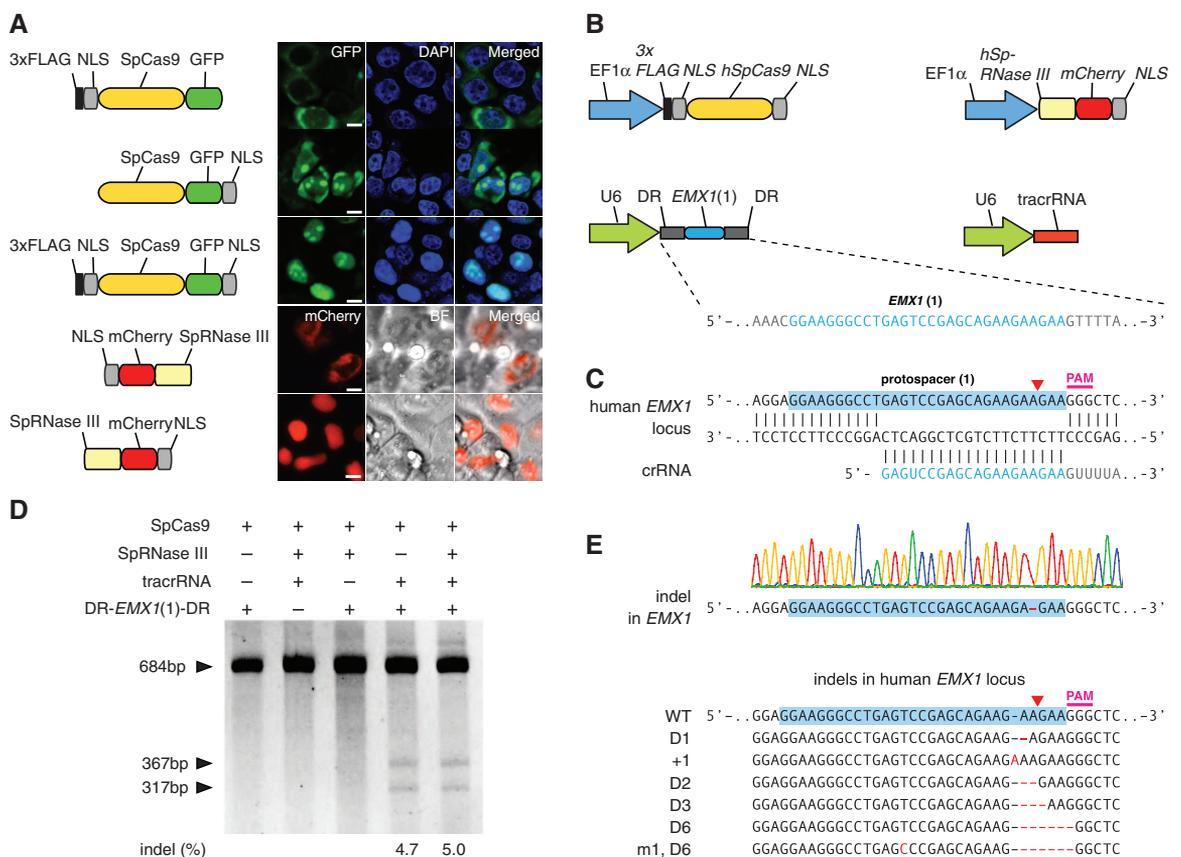 A
3xFLAG NLS SpCas9 GFP
SpCas9 GFP NLS
3xFLAG NLS SpCas9 GFP NLS
NLS mCherry SpRNase III
SpRNase III mCherry NLS
GFP DAPI Merged
mCherry BF Merged
B
EF1α 3x FLAG NLS hSpCas9 NLS
EF1α hSp-RNase III mCherry NLS
U6 DR EMX1(1) DR
U6 tracrRNA
EMX1 (1)
5’-..AAACGGAAGGGCCTGAGTCCGAGCAGAAGAAGAAGTTTTA..-3’
C
protospacer (1) PAM
human EMX1 locus
5’-..AGGAGGAAGGGCCTGAGTCCGAGCAGAAGAAGAAGGGCTC..-3’
3’-..TCCTCCTTCCCGGACTCAGGCTCGTCTTCTTCTTCCCGAG..-5’
crRNA 5’- GAGUCCGAGCAGAAGAAGAAGUUUUA..-3’
D
SpCas9 + + + + +
SpRNase III – + + – +
tracrRNA – + – + +
DR-EMX1(1)-DR + – + + +
684bp
367bp
317bp
indel (%) 4.7 5.0
E
indel in EMX1
5’-..AGGAGGAAGGGCCTGAGTCCGAGCAGAAGA-GAAGGGCTC..-3’
indels in human EMX1 locus
PAM
WT 5’-..GGAGGAAGGGCCTGAGTCCGAGCAGAAG-AAGAAGGGCTC..-3’
D1 GGAGGAAGGGCCTGAGTCCGAGCAGAAG--AGAAGGGCTC
+1 GGAGGAAGGGCCTGAGTCCGAGCAGAAGAAAGAAGGGCTC
D2 GGAGGAAGGGCCTGAGTCCGAGCAGAAG---GAAGGGCTC
D3 GGAGGAAGGGCCTGAGTCCGAGCAGAAG----AAGGGCTC
D6 GGAGGAAGGGCCTGAGTCCGAGCAGAAG-------GGCTC
m1, D6 GGAGGAAGGGCCTGAGCCCGAGCAGAAG-------GGCTC